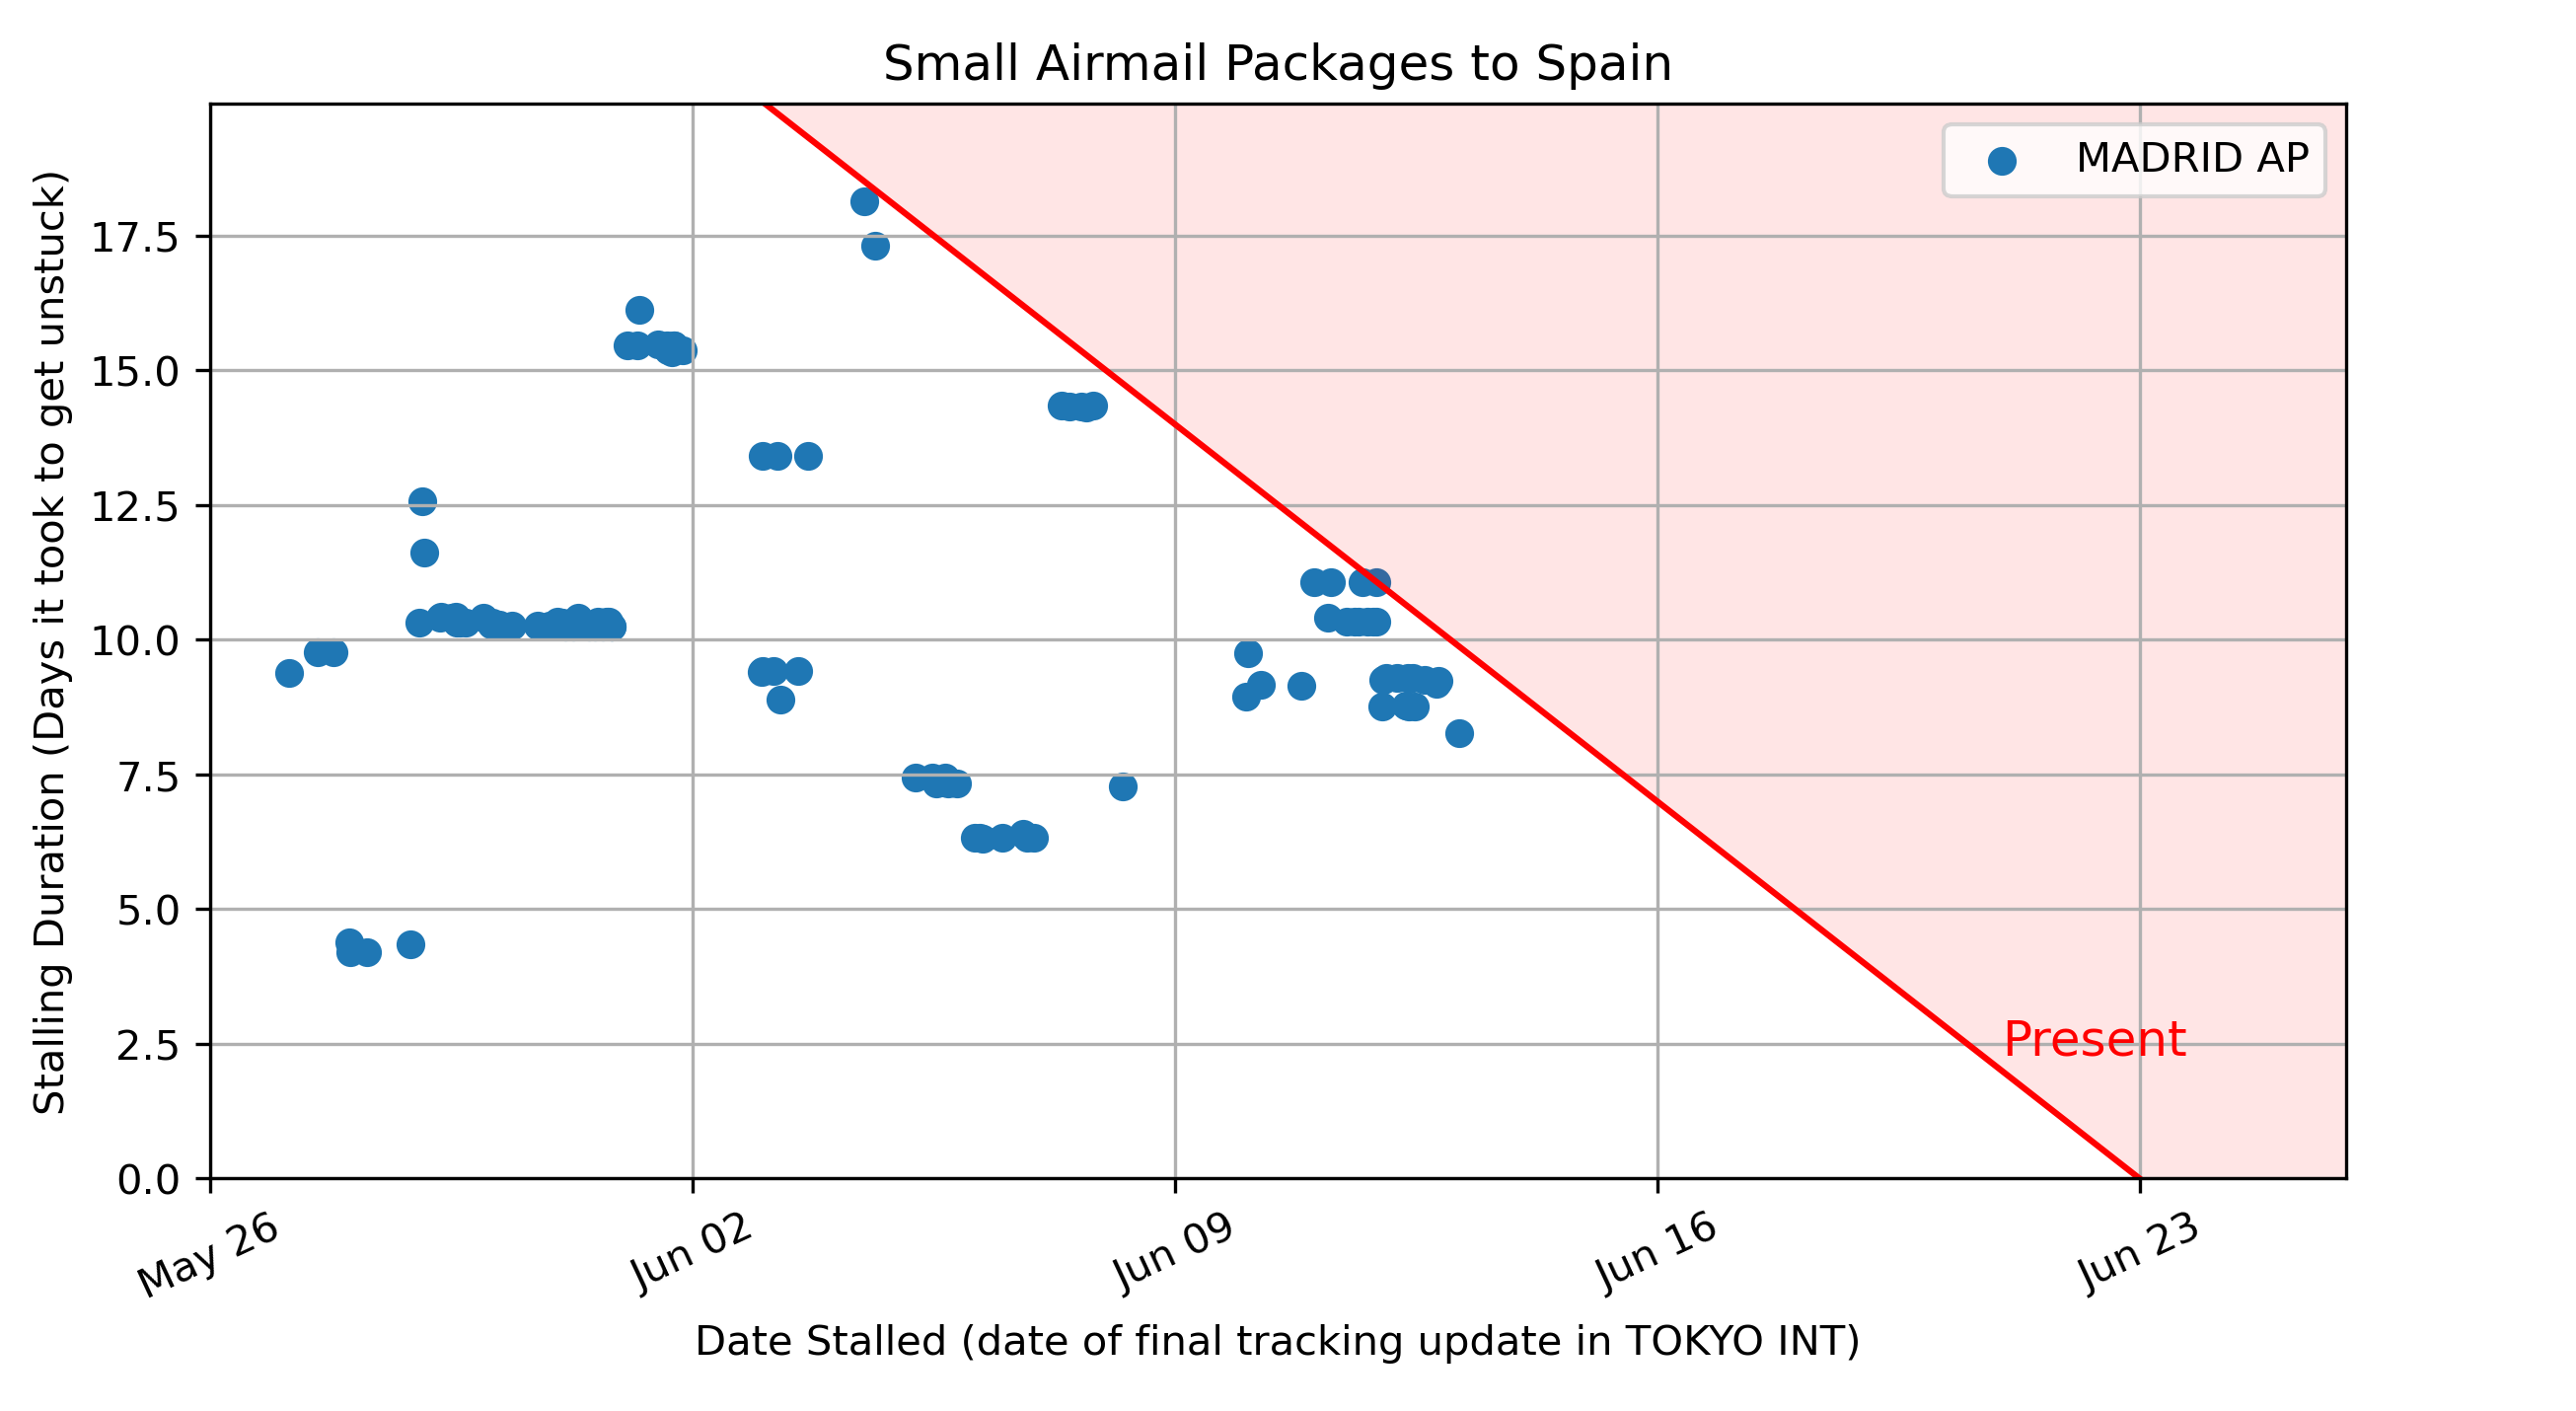 Small Airmail Packages to Spain
MADRID AP
Stalling Duration (Days it took to get unstuck)
17.5
15.0
12.5
10.0
7.5
5.0
2.5
0.0
Present
May 26
Jun 02
Jun 09
Jun 16
Jun 23
Date Stalled (date of final tracking update in TOKYO INT)